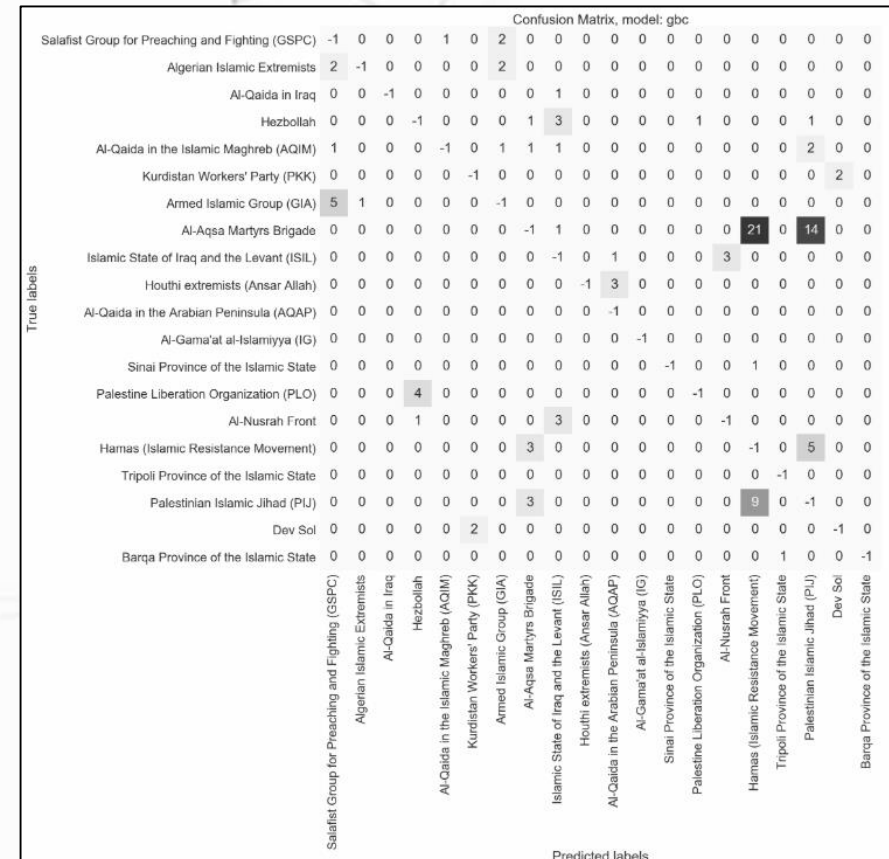 Confusion Matrix, model: gbc
Salafist Group for Preaching and Fighting (GSPC) -1 0 0 0 1 0 2 0 0 0 0 0 0 0 0 0 0 0 0 0
Algerian Islamic Extremists 2 -1 0 0 0 0 2 0 0 0 0 0 0 0 0 0 0 0 0 0
Al-Qaida in Iraq 0 0 -1 0 0 0 0 0 1 0 0 0 0 0 0 0 0 0 0 0
Hezbollah 0 0 0 -1 0 0 0 1 3 0 0 0 0 1 0 0 0 1 0 0
Al-Qaida in the Islamic Maghreb (AQIM) 1 0 0 0 -1 0 1 1 1 0 0 0 0 0 0 0 0 2 0 0
Kurdistan Workers' Party (PKK) 0 0 0 0 0 -1 0 0 0 0 0 0 0 0 0 0 0 0 2 0
Armed Islamic Group (GIA) 5 1 0 0 0 0 -1 0 0 0 0 0 0 0 0 0 0 0 0 0
Al-Aqsa Martyrs Brigade 0 0 0 0 0 0 0 -1 1 0 0 0 0 0 0 21 0 14 0 0
Islamic State of Iraq and the Levant (ISIL) 0 0 0 0 0 0 0 0 -1 0 1 0 0 0 3 0 0 0 0 0
Houthi extremists (Ansar Allah) 0 0 0 0 0 0 0 0 0 -1 3 0 0 0 0 0 0 0 0 0
Al-Qaida in the Arabian Peninsula (AQAP) 0 0 0 0 0 0 0 0 0 0 -1 0 0 0 0 0 0 0 0 0
Al-Gama'at al-Islamiyya (IG) 0 0 0 0 0 0 0 0 0 0 0 -1 0 0 0 0 0 0 0 0
Sinai Province of the Islamic State 0 0 0 0 0 0 0 0 0 0 0 0 -1 0 0 1 0 0 0 0
Palestine Liberation Organization (PLO) 0 0 0 4 0 0 0 0 0 0 0 0 0 -1 0 0 0 0 0 0
Al-Nusrah Front 0 0 0 1 0 0 0 0 3 0 0 0 0 0 -1 0 0 0 0 0
Hamas (Islamic Resistance Movement) 0 0 0 0 0 0 0 3 0 0 0 0 0 0 0 -1 0 5 0 0
Tripoli Province of the Islamic State 0 0 0 0 0 0 0 0 0 0 0 0 0 0 0 0 -1 0 0 0
Palestinian Islamic Jihad (PIJ) 0 0 0 0 0 0 0 3 0 0 0 0 0 0 0 9 0 -1 0 0
Dev Sol 0 0 0 0 0 2 0 0 0 0 0 0 0 0 0 0 0 0 -1 0
Barqa Province of the Islamic State 0 0 0 0 0 0 0 0 0 0 0 0 0 0 0 0 1 0 0 -1
True labels
Salafist Group for Preaching and Fighting (GSPC)
Algerian Islamic Extremists
Al-Qaida in Iraq
Hezbollah
Al-Qaida in the Islamic Maghreb (AQIM)
Kurdistan Workers' Party (PKK)
Armed Islamic Group (GIA)
Al-Aqsa Martyrs Brigade
Islamic State of Iraq and the Levant (ISIL)
Houthi extremists (Ansar Allah)
Al-Qaida in the Arabian Peninsula (AQAP)
Al-Gama'at al-Islamiyya (IG)
Sinai Province of the Islamic State
Palestine Liberation Organization (PLO)
Al-Nusrah Front
Hamas (Islamic Resistance Movement)
Tripoli Province of the Islamic State
Palestinian Islamic Jihad (PIJ)
Dev Sol
Barqa Province of the Islamic State
Predicted labels